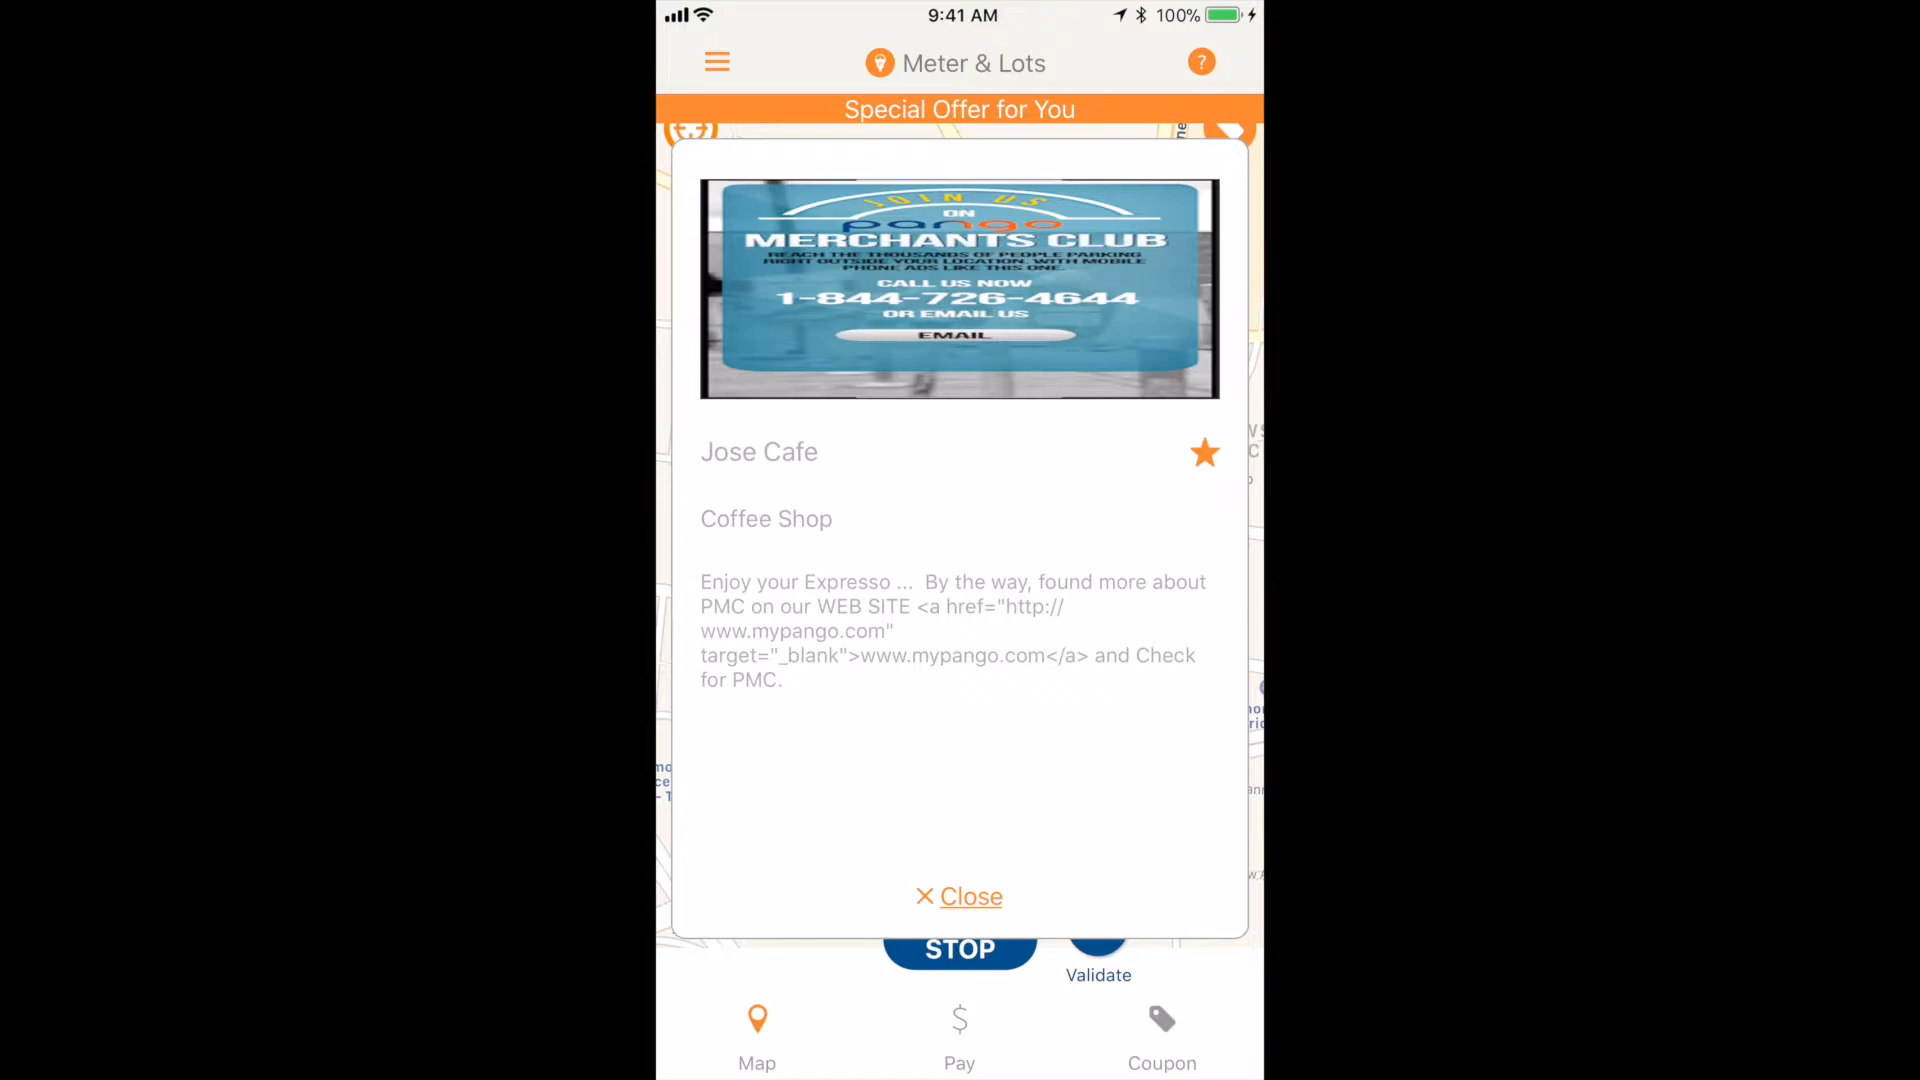 9:41 AM
100%
Meter & Lots
?
Special Offer for You
JOIN US
ON
pango
MERCHANTS CLUB
REACH THE THOUSANDS OF PEOPLE PARKING
RIGHT OUTSIDE YOUR LOCATION. WITH MOBILE
PHONE ADS LIKE THIS ONE.
CALL US NOW
1-844-726-4644
OR EMAIL US
EMAIL
Jose Cafe
Coffee Shop
Enjoy your Expresso ... By the way, found more about
PMC on our WEB SITE <a href="http://
www.mypango.com"
target="_blank">www.mypango.com</a> and Check
for PMC.
Close
STOP
Validate
Map
$
Pay
Coupon